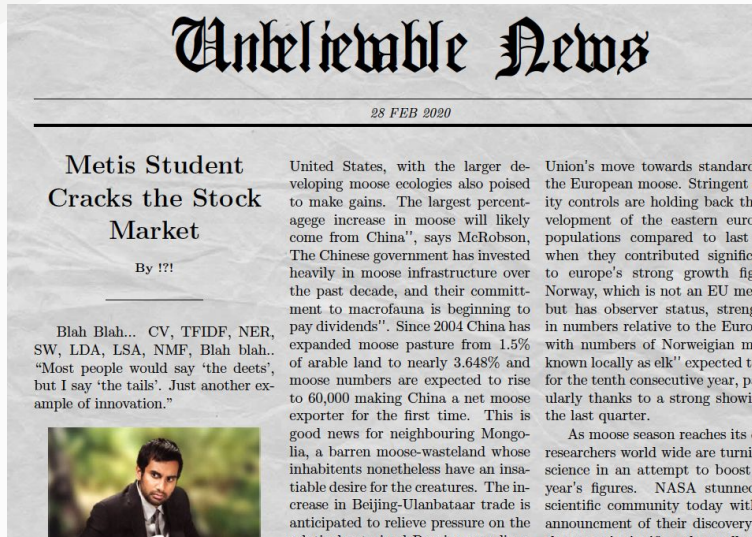 Unbelievable News
28 FEB 2020
Metis Student
Cracks the Stock
Market
By !?!
Blah Blah... CV, TFIDF, NER,
SW, LDA, LSA, NMF, Blah blah..
“Most people would say ‘the deets’,
but I say ‘the tails’. Just another ex-
ample of innovation.”
United States, with the larger de-
veloping moose ecologies also poised
to make gains. The largest percent-
agege increase in moose will likely
come from China”, says McRobson,
The Chinese government has invested
heavily in moose infrastructure over
the past decade, and their committ-
ment to macrofauna is beginning to
pay dividends”. Since 2004 China has
expanded moose pasture from 1.5%
of arable land to nearly 3.648% and
moose numbers are expected to rise
to 60,000 making China a net moose
exporter for the first time. This is
good news for neighbouring Mongo-
lia, a barren moose-wasteland whose
inhabitants nonetheless have an insa-
tiable desire for the creatures. The in-
crease in Beijing-Ulanbataar trade is
anticipated to relieve pressure on the
Union's move towards standard
the European moose. Stringent
ity controls are holding back th
velopment of the eastern euro
populations compared to last
when they contributed signific
to europe's strong growth fig
Norway, which is not an EU me
but has observer status, streng
in numbers relative to the Euro
with numbers of Norweigian m
known locally as elk” expected t
for the tenth consecutive year, p
ularly thanks to a strong showi
the last quarter.
As moose season reaches its
researchers world wide are turni
science in an attempt to boost
year's figures. NASA stunned
scientific community today wit
announcment of their discovery